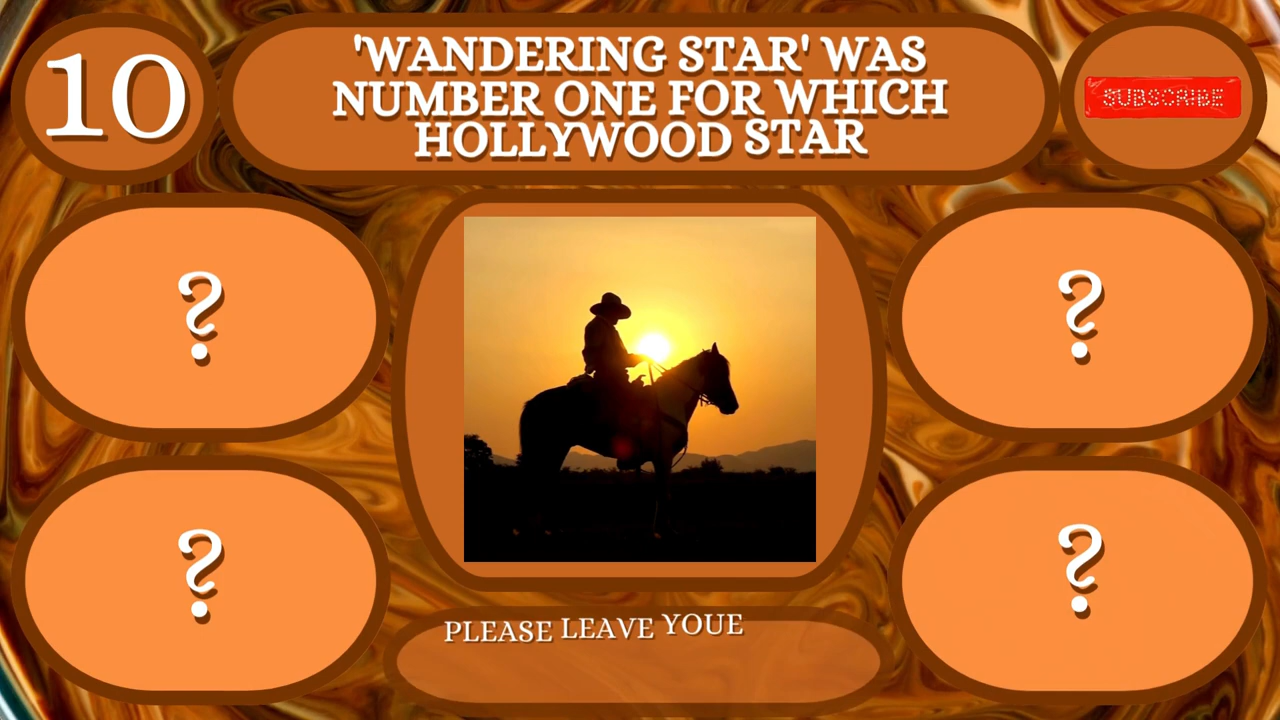 10
'WANDERING STAR' WAS
NUMBER ONE FOR WHICH
HOLLYWOOD STAR
SUBSCRIBE
?
?
?
?
PLEASE LEAVE YOUE